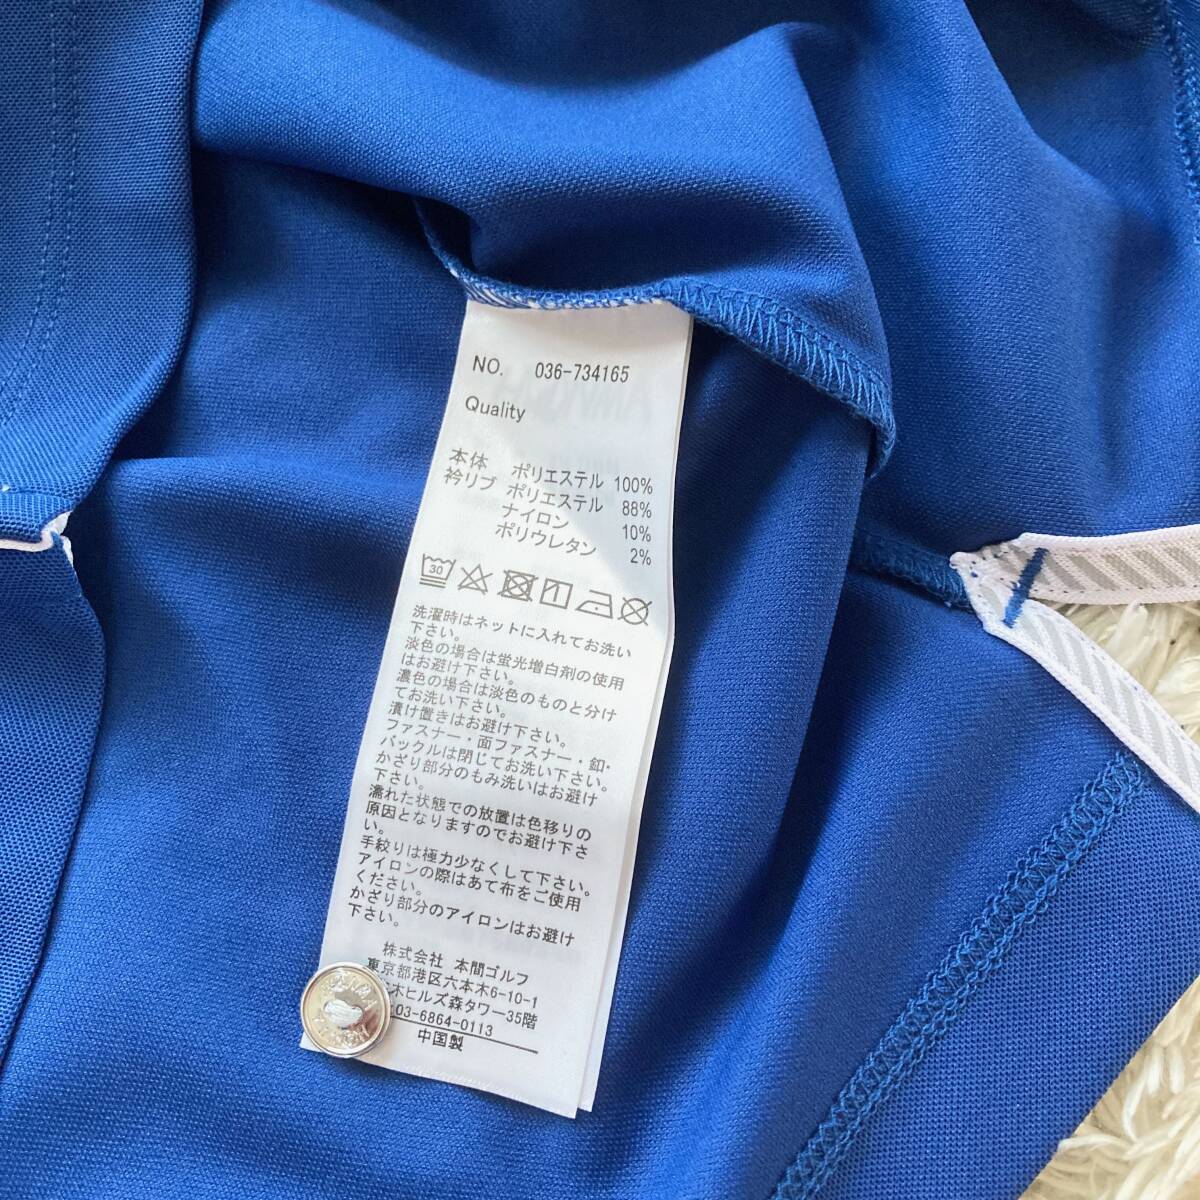 NO. 036-734165
Quality
本体 ポリエステル 100%
衿リブ ポリエステル 88%
ナイロン 10%
ポリウレタン 2%
30
洗濯時はネットに入れてお洗い
下さい。
淡色の場合は蛍光増白剤の使用
はお避け下さい。
濃色の場合は淡色のものと分け
てお洗い下さい。
漬け置きはお避け下さい。
ファスナー・面ファスナー・釦・
バックルは閉じてお洗い下さい。
かざり部分のもみ洗いはお避け
下さい。
濡れた状態での放置は色移りの
原因となりますのでお避け下さ
い。
手絞りは極力少なくして下さい。
アイロンの際はあて布をご使用
ください。
かざり部分のアイロンはお避け
下さい。
株式会社 本間ゴルフ
東京都港区六本木6-10-1
木ヒルズ森タワー35階
03-6864-0113
中国製